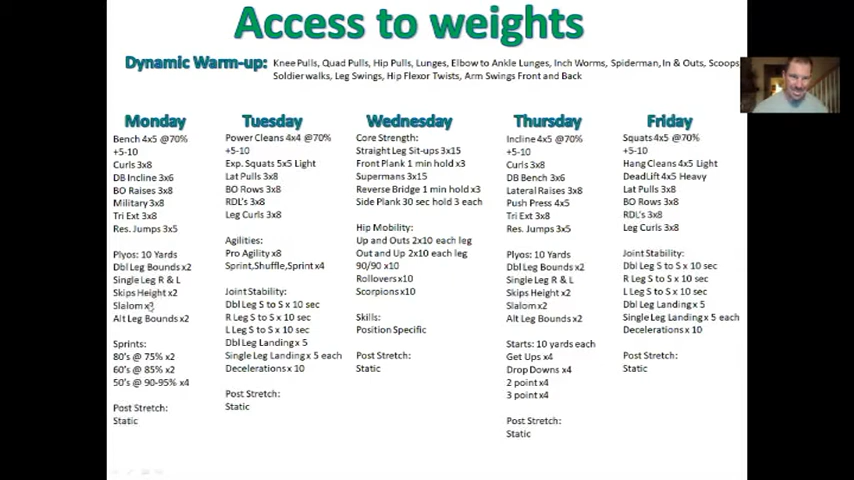 Access to weights
Dynamic Warm-up: Knee Pulls, Quad Pulls, Hip Pulls, Lunges, Elbow to Ankle Lunges, Inch Worms, Spiderman, In & Outs, Scoops
Soldier walks, Leg Swings, Hip Flexor Twists, Arm Swings Front and Back
Monday
Bench 4x5 @70%
+5-10
Curls 3x8
DB Incline 3x6
BO Raises 3x8
Military 3x8
Tri Ext 3x8
Res. Jumps 3x5
Plyos: 10 Yards
Dbl Leg Bounds x2
Single Leg R & L
Skips Height x2
Slalom
Alt Leg Bounds x2
Sprints:
80's @ 75% x2
60's @ 85% x2
50's @ 90-95% x4
Post Stretch:
Static
Tuesday
Power Cleans 4x4 @70%
+5-10
Exp. Squats 5x5 Light
Lat Pulls 3x8
BO Rows 3x8
RDL's 3x8
Leg Curls 3x8
Agilities:
Pro Agility x8
Sprint,Shuffle,Sprint x4
Joint Stability:
Dbl Leg S to S x 10 sec
R Leg S to S x 10 sec
L Leg S to S x 10 sec
Dbl Leg Landing x 5
Single Leg Landing x 5 each
Decelerations x 10
Post Stretch:
Static
Wednesday
Core Strength:
Straight Leg Sit-ups 3x15
Front Plank 1 min hold x3
Supermans 3x15
Reverse Bridge 1 min hold x3
Side Plank 30 sec hold 3 each
Hip Mobility:
Up and Outs 2x10 each leg
Out and Up 2x10 each leg
90/90 x10
Rollovers x10
Scorpions x10
Skills:
Position Specific
Post Stretch:
Static
Thursday
Incline 4x5 @70%
+5-10
Curls 3x8
DB Bench 3x6
Lateral Raises 3x8
Push Press 4x5
Tri Ext 3x8
Res. Jumps 3x5
Plyos: 10 Yards
Dbl Leg Bounds x2
Single Leg R & L
Skips Height x2
Slalom x2
Alt Leg Bounds x2
Starts: 10 yards each
Get Ups x4
Drop Downs x4
2 point x4
3 point x4
Post Stretch:
Static
Friday
Squats 4x5 @70%
+5-10
Hang Cleans 4x5 Light
DeadLift 4x5 Heavy
Lat Pulls 3x8
BO Rows 3x8
RDL's 3x8
Leg Curls 3x8
Joint Stability:
Dbl Leg S to S x 10 sec
R Leg S to S x 10 sec
L Leg S to S x 10 sec
Dbl Leg Landing x 5
Single Leg Landing x 5 each
Decelerations x 10
Post Stretch:
Static